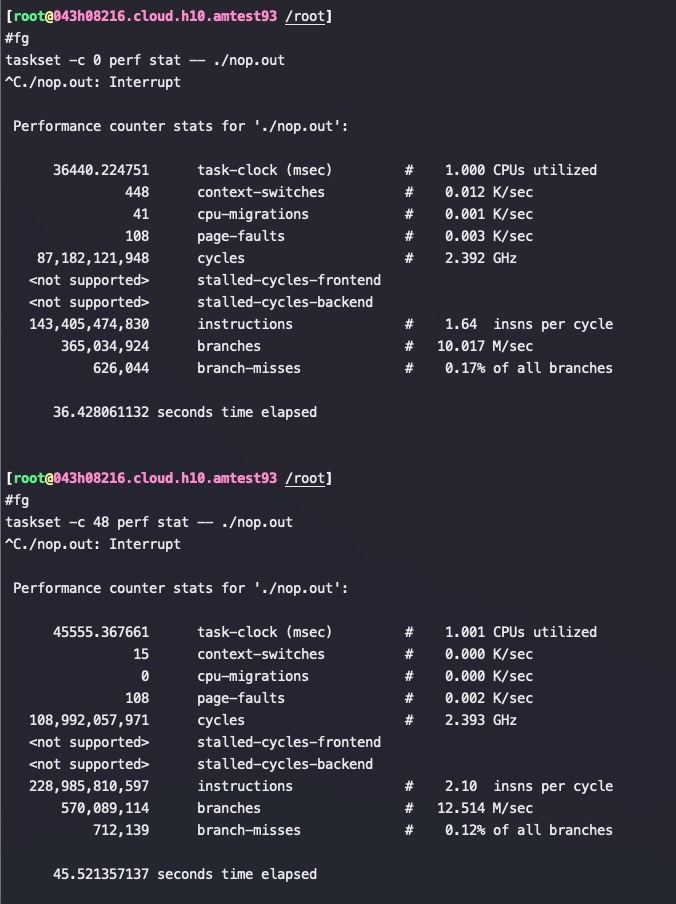 [root@043h08216.cloud.h10.amtest93 /root]
#fg
taskset -c 0 perf stat -- ./nop.out
^C./nop.out: Interrupt
Performance counter stats for './nop.out':
36440.224751 task-clock (msec) # 1.000 CPUs utilized
448 context-switches # 0.012 K/sec
41 cpu-migrations # 0.001 K/sec
108 page-faults # 0.003 K/sec
87,182,121,948 cycles # 2.392 GHz
<not supported> stalled-cycles-frontend
<not supported> stalled-cycles-backend
143,405,474,830 instructions # 1.64 insns per cycle
365,034,924 branches # 10.017 M/sec
626,044 branch-misses # 0.17% of all branches
36.428061132 seconds time elapsed
[root@043h08216.cloud.h10.amtest93 /root]
#fg
taskset -c 48 perf stat -- ./nop.out
^C./nop.out: Interrupt
Performance counter stats for './nop.out':
45555.367661 task-clock (msec) # 1.001 CPUs utilized
15 context-switches # 0.000 K/sec
0 cpu-migrations # 0.000 K/sec
108 page-faults # 0.002 K/sec
108,992,057,971 cycles # 2.393 GHz
<not supported> stalled-cycles-frontend
<not supported> stalled-cycles-backend
228,985,810,597 instructions # 2.10 insns per cycle
570,089,114 branches # 12.514 M/sec
712,139 branch-misses # 0.12% of all branches
45.521357137 seconds time elapsed